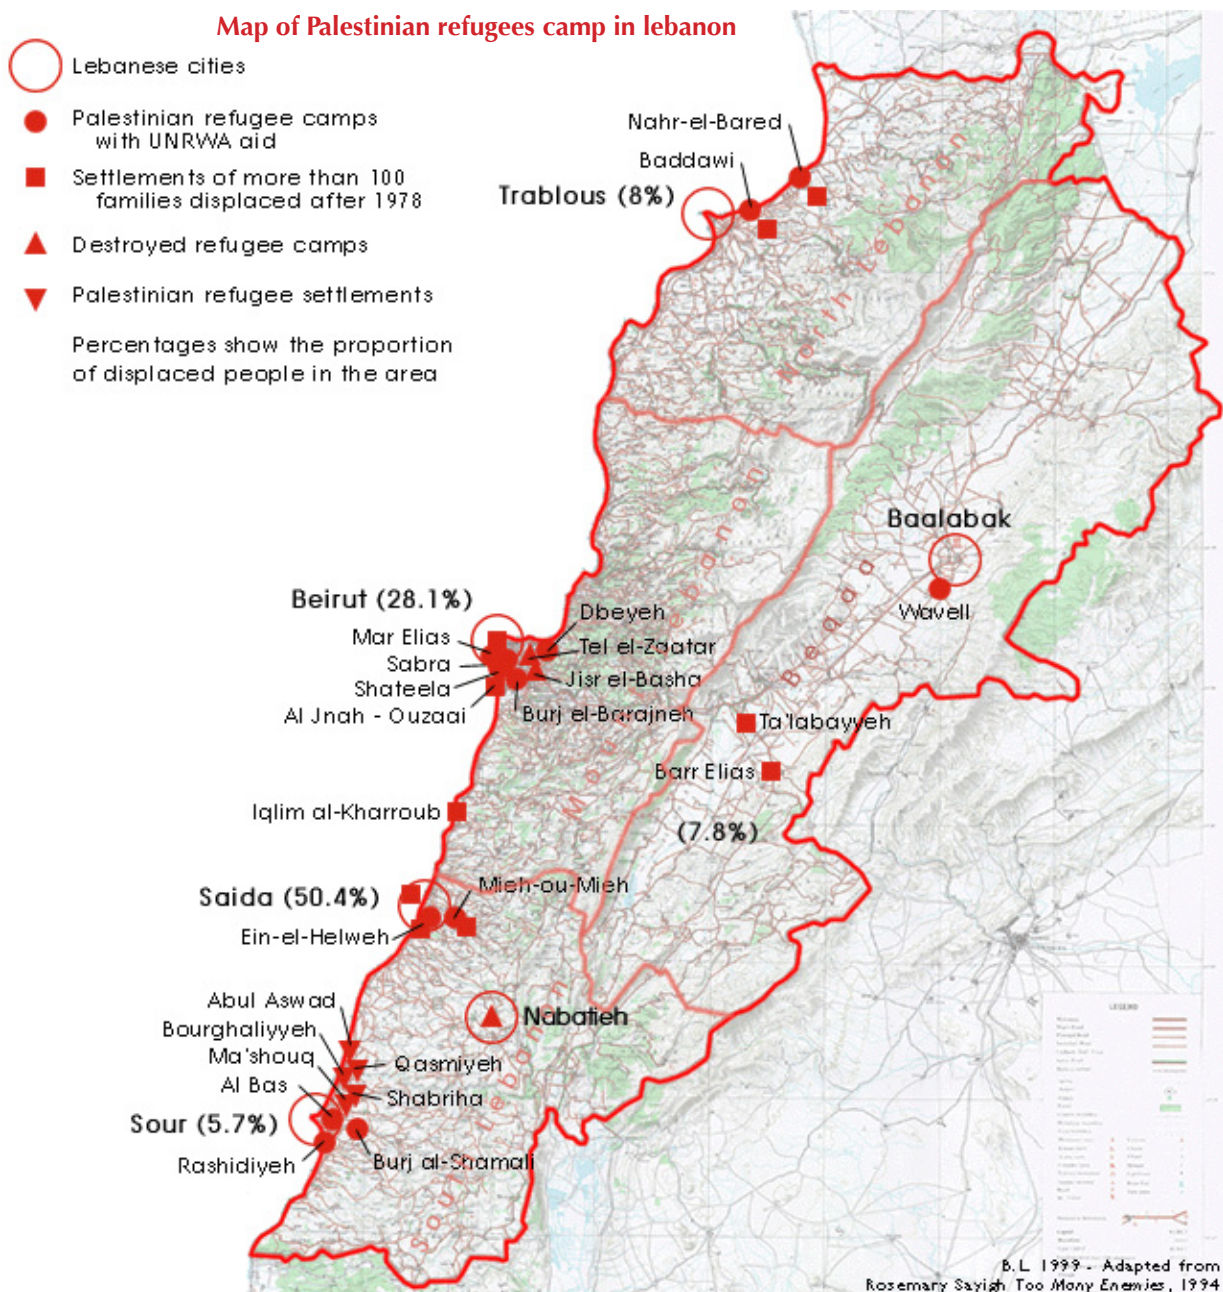 Map of Palestinian refugees camp in lebanon
Lebanese cities
Palestinian refugee camps
with UNRWA aid
Settlements of more than 100
families displaced after 1978
Destroyed refugee camps
Palestinian refugee settlements
Percentages show the proportion
of displaced people in the area
Nahr-el-Bared
Baddawi
Trablous (8%)
North Lebanon
Baalabak
Wavell
Beqaa
Mount Lebanon
Beirut (28.1%)
Dbeyeh
Mar Elias
Tel el-Zaatar
Sabra
Shateela
Jisr el-Basha
Al Jnah - Ouzaai
Burj el-Barajneh
Ta'labayyeh
Barr Elias
Iqlim al-Kharroub
(7.8%)
Mieh-ou-Mieh
Saida (50.4%)
Ein-el-Helweh
Abul Aswad
Nabatieh
Bourghaliyyeh
Ma'shouq
Qasmiyeh
Al Bas
Shabriha
Sour (5.7%)
Rashidiyeh
Burj al-Shamali
South Lebanon
LEGEND
B.L. 1999 - Adapted from
Rosemary Sayigh Too Many Enemies, 1994